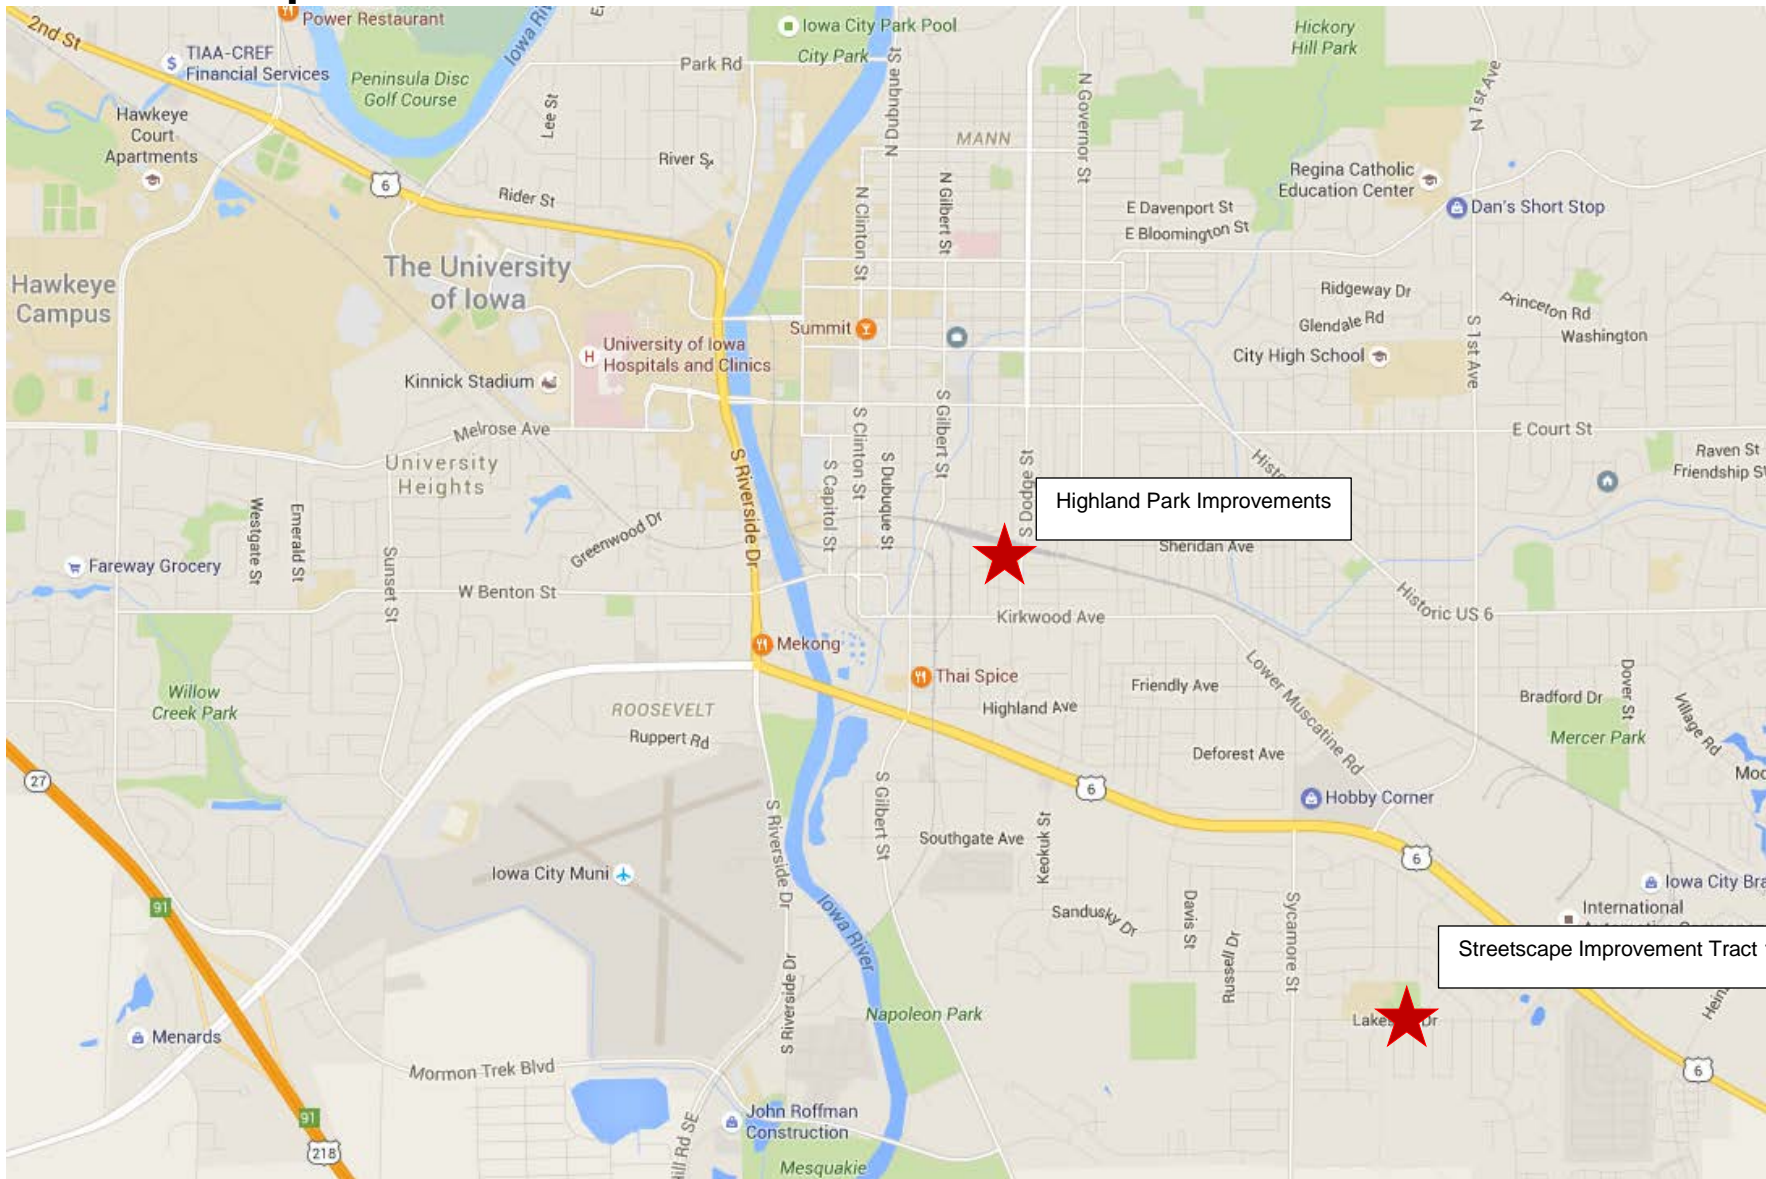 Power Restaurant
2nd St
TIAA-CREF
Financial Services
Peninsula Disc
Golf Course
Iowa Riv
Iowa City Park Pool
City Park
Park Rd
N Dubuque St
Hickory
Hill Park
N 1st Ave
N Governor St
MANN
Lee St
Hawkeye
Court
Apartments
6
Rider St
N Clinton St
N Gilbert St
Regina Catholic
Education Center
Dan's Short Stop
E Davenport St
E Bloomington St
Hawkeye
Campus
The University
of Iowa
Summit
University of Iowa
Hospitals and Clinics
H
Kinnick Stadium
Ridgeway Dr
Glendale Rd
Princeton Rd
Washington
City High School
S 1st Ave
Melrose Ave
University
Heights
E Court St
Raven St
Friendship St
S Riverside Dr
S Capitol St
S Clinton St
S Dubuque St
S Gilbert St
S Dodge St
Highland Park Improvements
Westgate St
Emerald St
Greenwood Dr
Sunset St
Fareway Grocery
W Benton St
Sheridan Ave
Kirkwood Ave
Historic US 6
Mekong
Thai Spice
Lower Muscatine Rd
Friendly Ave
Highland Ave
Bradford Dr
Dover St
Village Rd
Willow
Creek Park
ROOSEVELT
Ruppert Rd
Mercer Park
Deforest Ave
27
6
Hobby Corner
S Riverside Dr
S Gilbert St
Southgate Ave
Keokuk St
6
Iowa City Muni
Iowa City Bra
International
91
Iowa River
Sandusky Dr
Davis St
Russell Dr
Sycamore St
Streetscape Improvement Tract
S Riverside Dr
Napoleon Park
Menards
Mormon Trek Blvd
6
91
218
John Roffman
Construction
Mesquakie